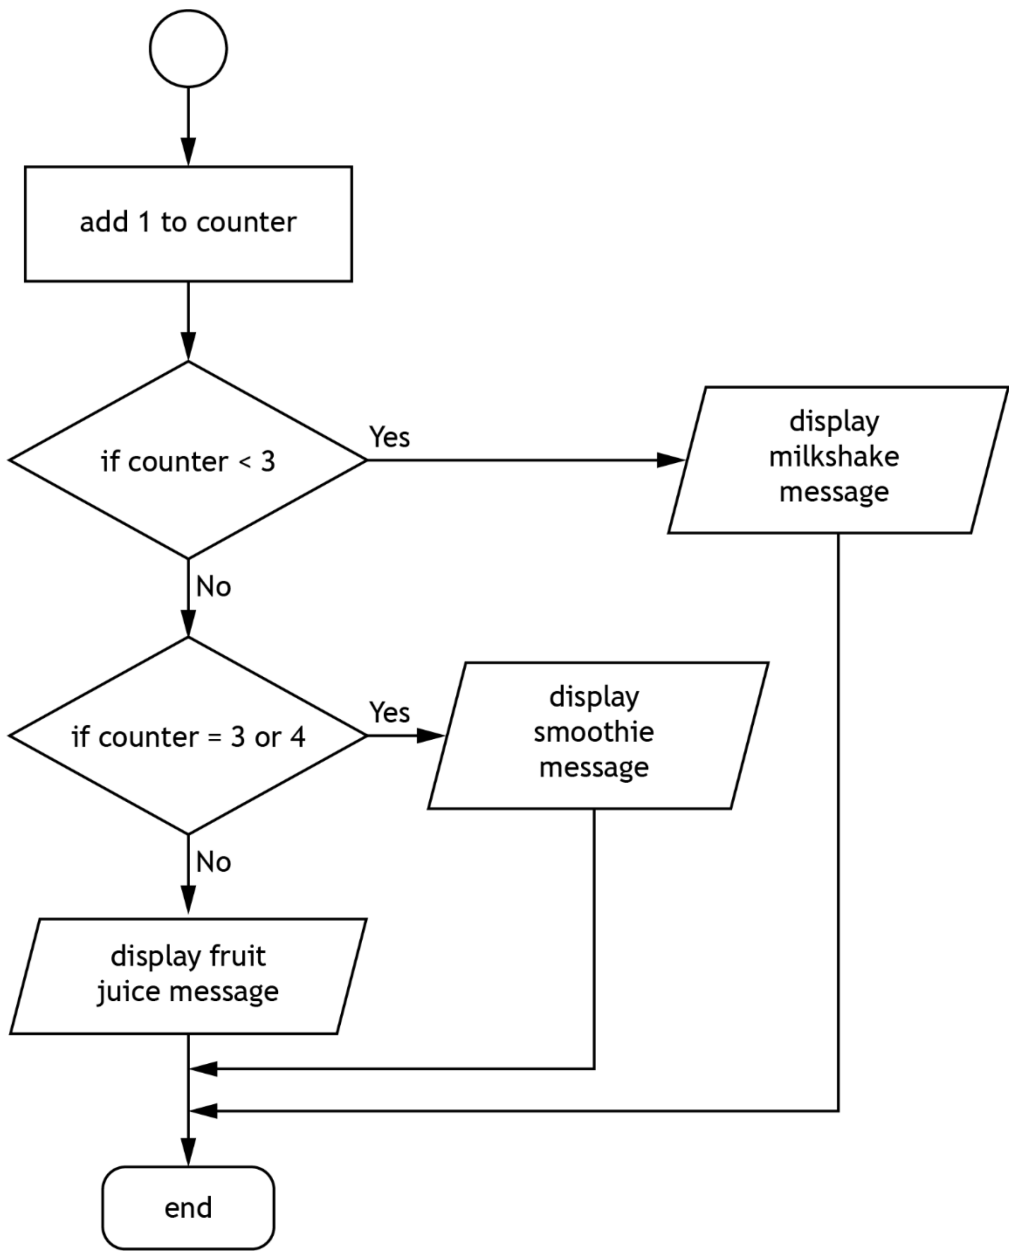 add 1 to counter
if counter < 3
Yes
display
milkshake
message
No
if counter = 3 or 4
Yes
display
smoothie
message
No
display fruit
juice message
end